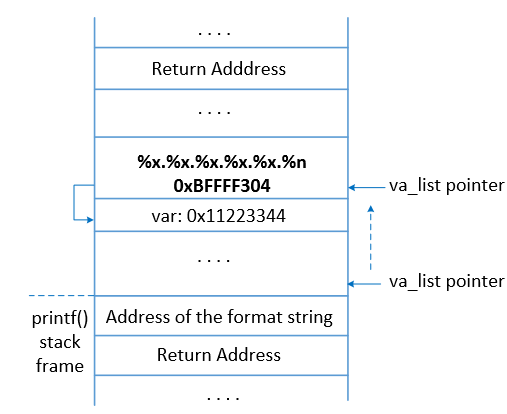 . . . .
Return Adddress
. . . .
%x.%x.%x.%x.%x.%n
0xBFFFF304
va_list pointer
var: 0x11223344
. . . .
va_list pointer
printf()
stack
frame
Address of the format string
Return Address
. . . .